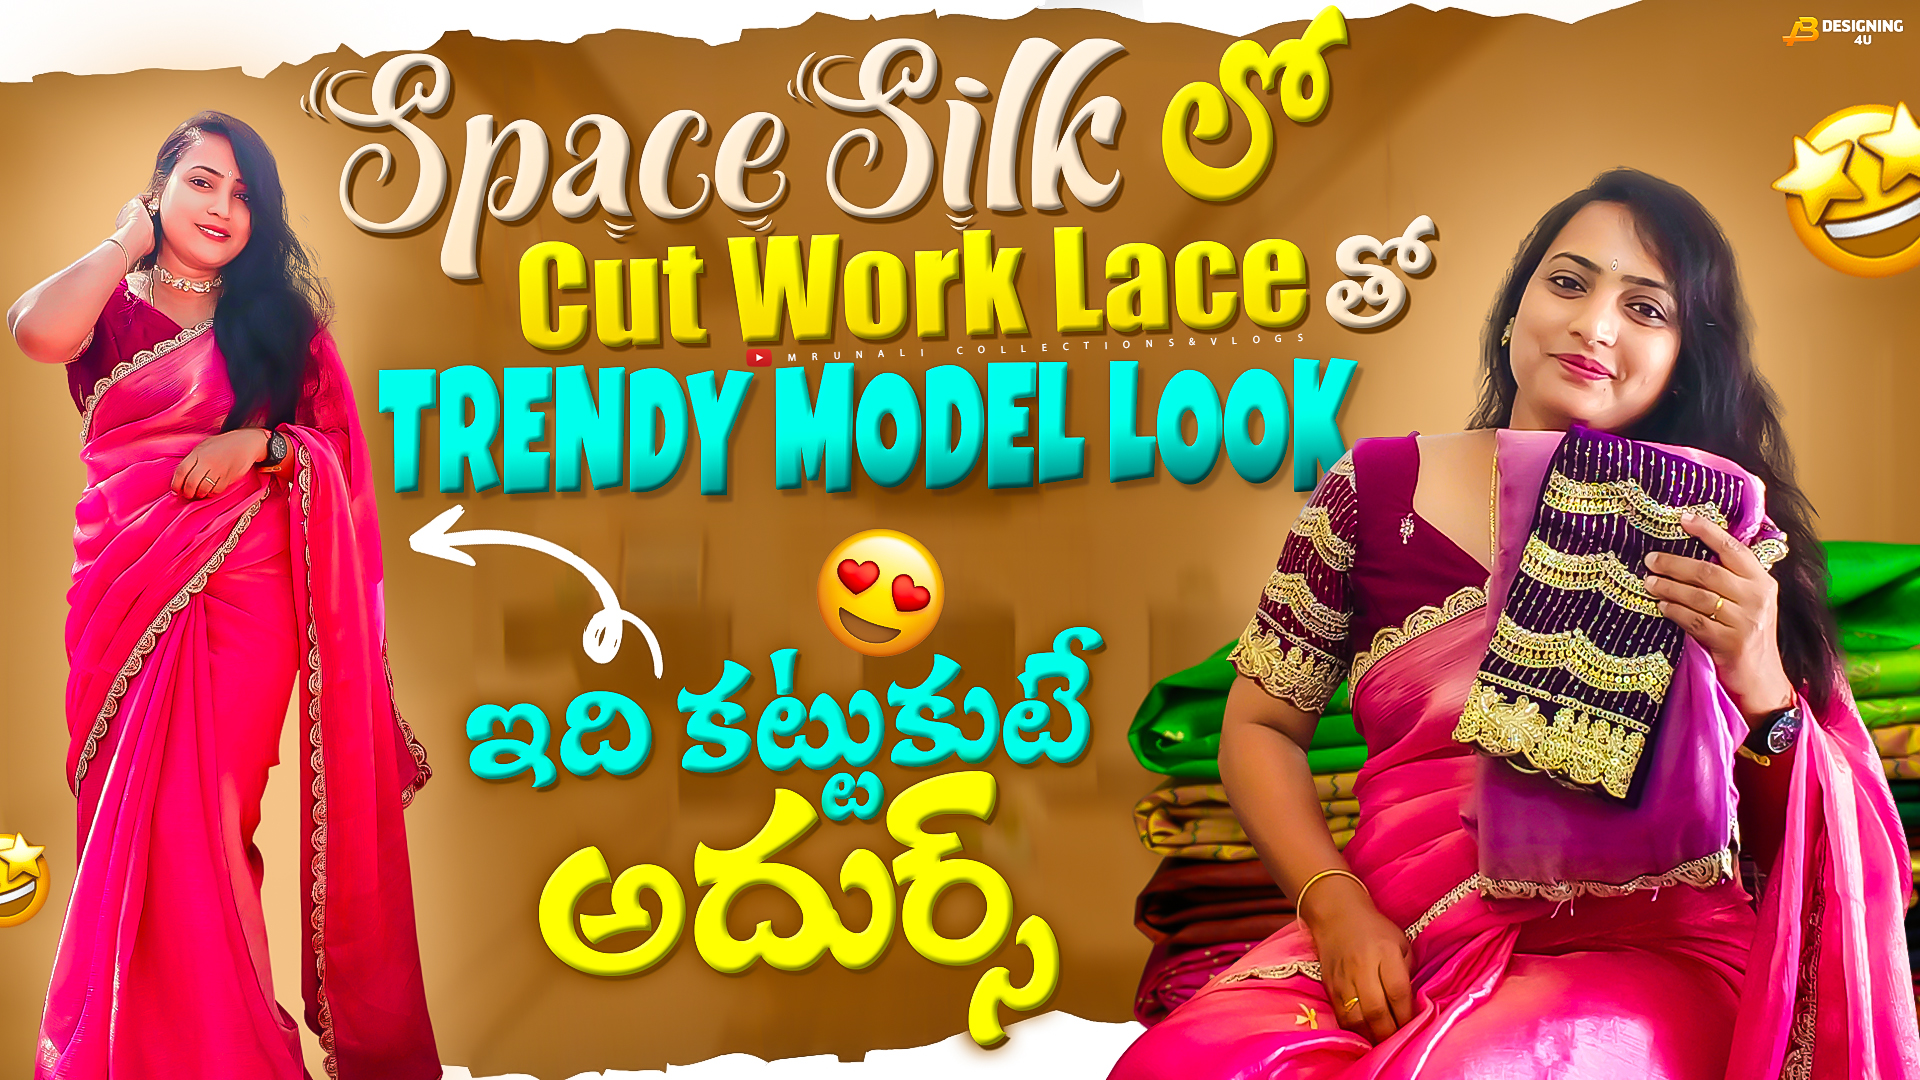 DESIGNING
4U
Space Silk లో
Cut Work Lace తో
MRUNALI COLLECTIONS&VLOGS
TRENDY MODEL LOOK
ఇది కట్టుకుటే
అదుర్స్